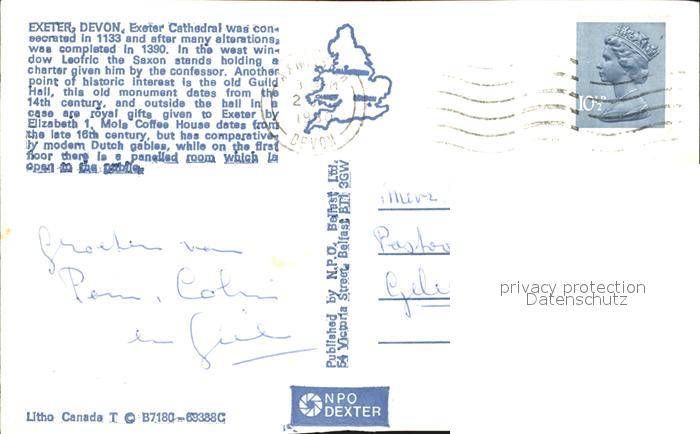 EXETER, DEVON, Exeter Cathedral was con-
secrated in 1133 and after many alterations,
was completed in 1390. In the west win-
dow Leofric the Saxon stands holding a
charter given him by the confessor. Another
point of historic interest is the old Guild
Hall, this old monument dates from the
14th century, and outside the hall in a
case are royal gifts given to Exeter by
Elizabeth 1, Mols Coffee House dates from
the late 16th century, but has comparative-
ly modern Dutch gables, while on the first
floor there is a panelled room which is
open to the public.
DEVON
10½P
Groeten van
en
Published by N.P.O. Belfast Ltd.
54 Victoria Street, Belfast BT1 3GW
Mevr.
Pastoo
privacy protection
Datenschutz
NPO
DEXTER
Litho Canada T © B7180-69388C